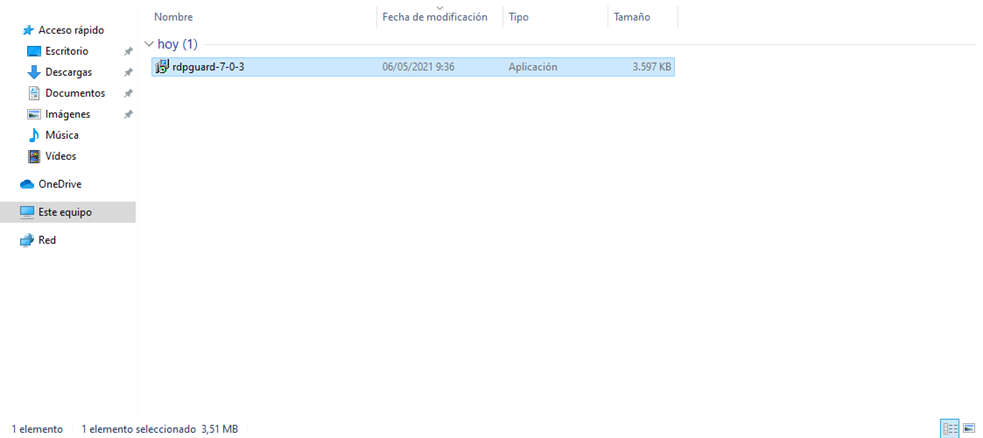 Nombre Fecha de modificación Tipo Tamaño
Acceso rápido
Escritorio
Descargas
Documentos
Imágenes
Música
Vídeos
OneDrive
Este equipo
Red
hoy (1)
rdpguard-7-0-3 06/05/2021 9:36 Aplicación 3.597 KB
1 elemento 1 elemento seleccionado 3,51 MB